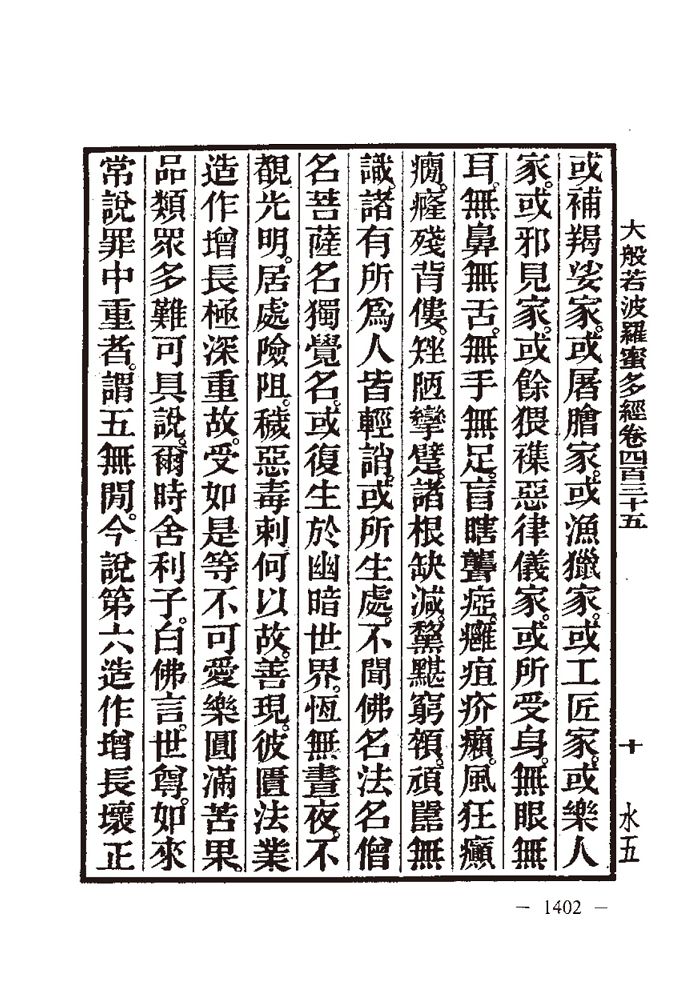 大般若波羅蜜多經卷四百三十五　十　水五
或補羯娑家。或屠膾家。或漁獵家。或工匠家。或樂人
家。或邪見家。或餘猥褋惡律儀家。或所受身。無眼無
耳。無鼻無舌。無手無足。盲瞎聾瘂。癰疽疥癩。風狂癲
癇。癃殘背僂。矬陋攣躄。諸根缺減。黧黮窮顇。頑嚚無
識。諸有所為人皆輕誚。或所生處。不聞佛名法名僧
名菩薩名獨覺名。或復生於幽暗世界。恆無晝夜。不
覩光明。居處險阻。穢惡毒刺何以故。善現。彼匱法業
造作增長極深重故。受如是等不可愛樂圓滿苦果。
品類眾多難可具說。爾時舍利子。白佛言。世尊。如來
常說罪中重者。謂五無閒。今說第六造作增長壞正
— 1402 —